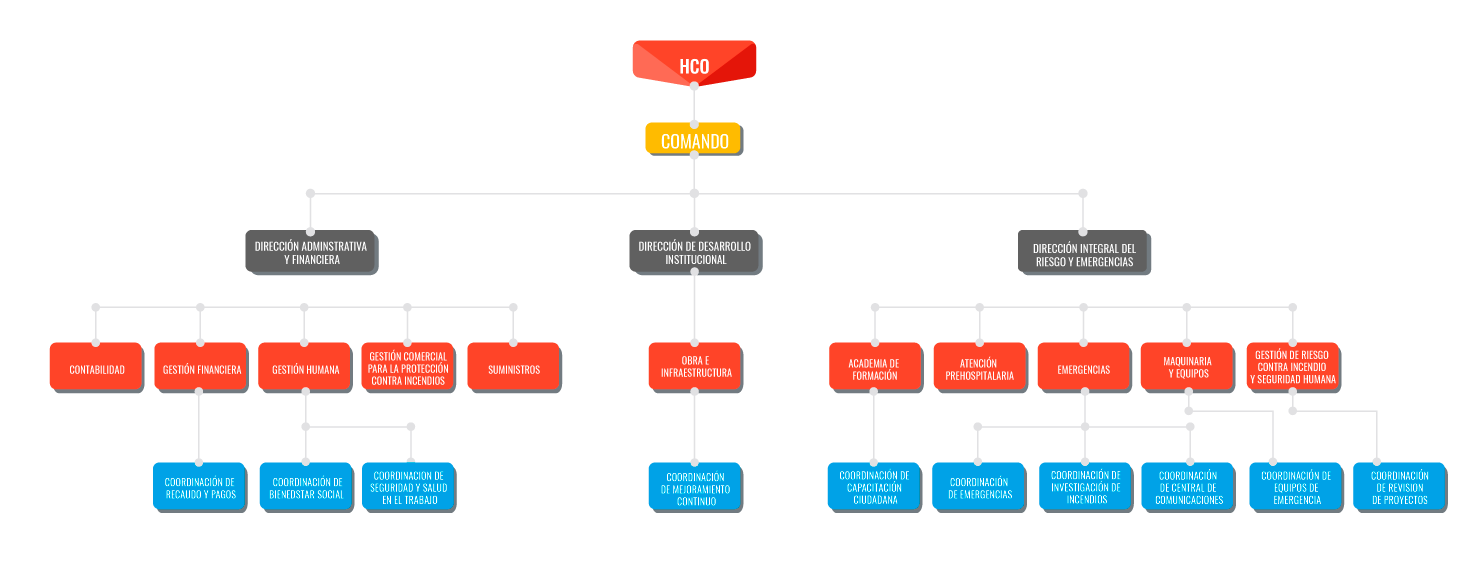 HCO
COMANDO
DIRECCIÓN ADMINSTRATIVA
Y FINANCIERA
DIRECCIÓN DE DESARROLLO
INSTITUCIONAL
DIRECCIÓN INTEGRAL DEL
RIESGO Y EMERGENCIAS
CONTABILIDAD
GESTIÓN FINANCIERA
GESTIÓN HUMANA
GESTIÓN COMERCIAL
PARA LA PROTECCIÓN
CONTRA INCENDIOS
SUMINISTROS
OBRA E
INFRAESTRUCTURA
ACADEMIA DE
FORMACIÓN
ATENCIÓN
PREHOSPITALARIA
EMERGENCIAS
MAQUINARIA
Y EQUIPOS
GESTIÓN DE RIESGO
CONTRA INCENDIO
Y SEGURIDAD HUMANA
COORDINACIÓN DE
RECAUDO Y PAGOS
COORDINACIÓN DE
BIENEDSTAR SOCIAL
COORDINACION DE
SEGURIDAD Y SALUD
EN EL TRABAJO
COORDINACIÓN
DE MEJORAMIENTO
CONTINUO
COORDINACIÓN DE
CAPACITACIÓN
CIUDADANA
COORDINACIÓN
DE EMERGENCIAS
COORDINACIÓN DE
INVESTIGACIÓN DE
INCENDIOS
COORDINACIÓN
DE CENTRAL DE
COMUNICACIONES
COORDINACIÓN DE
EQUIPOS DE
EMERGENCIA
COORDINACIÓN
DE REVISION
DE PROYECTOS